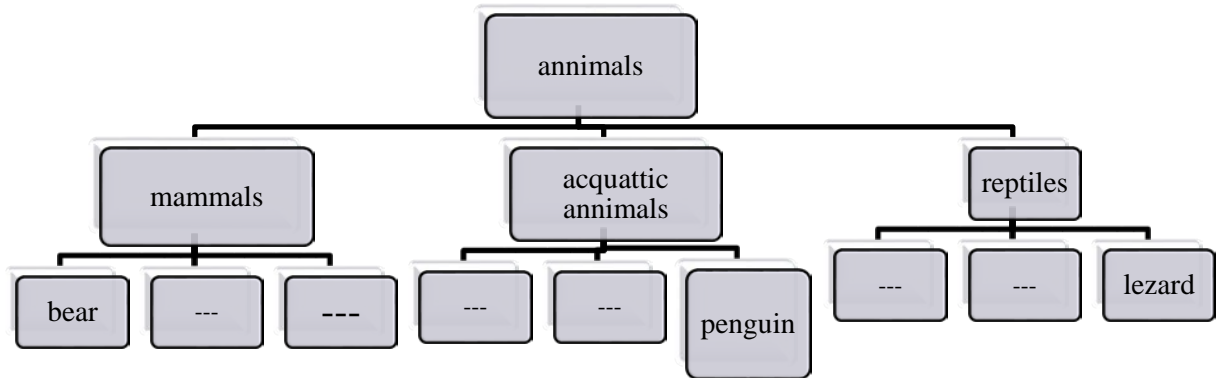 annimals
mammals
acquattic
annimals
reptiles
bear
---
---
---
---
penguin
---
---
lezard